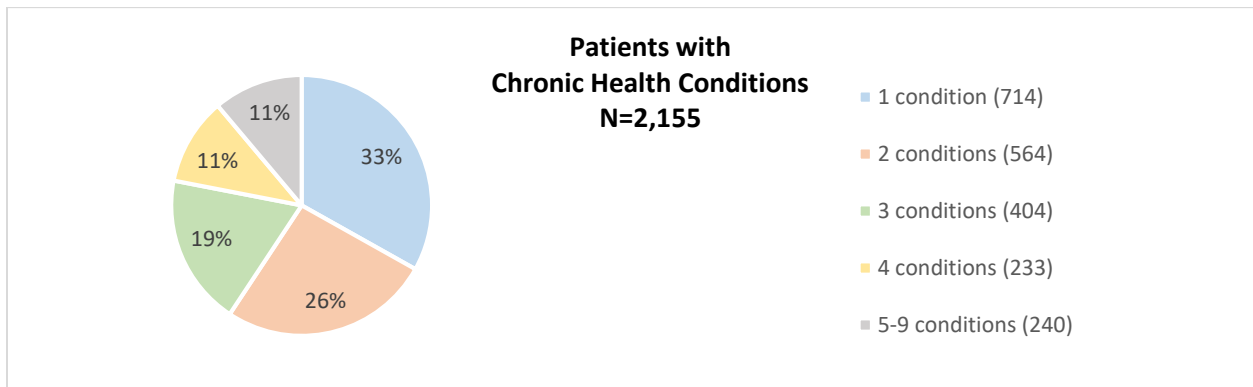 Patients with
Chronic Health Conditions
N=2,155
33%
26%
19%
11%
11%
1 condition (714)
2 conditions (564)
3 conditions (404)
4 conditions (233)
5-9 conditions (240)